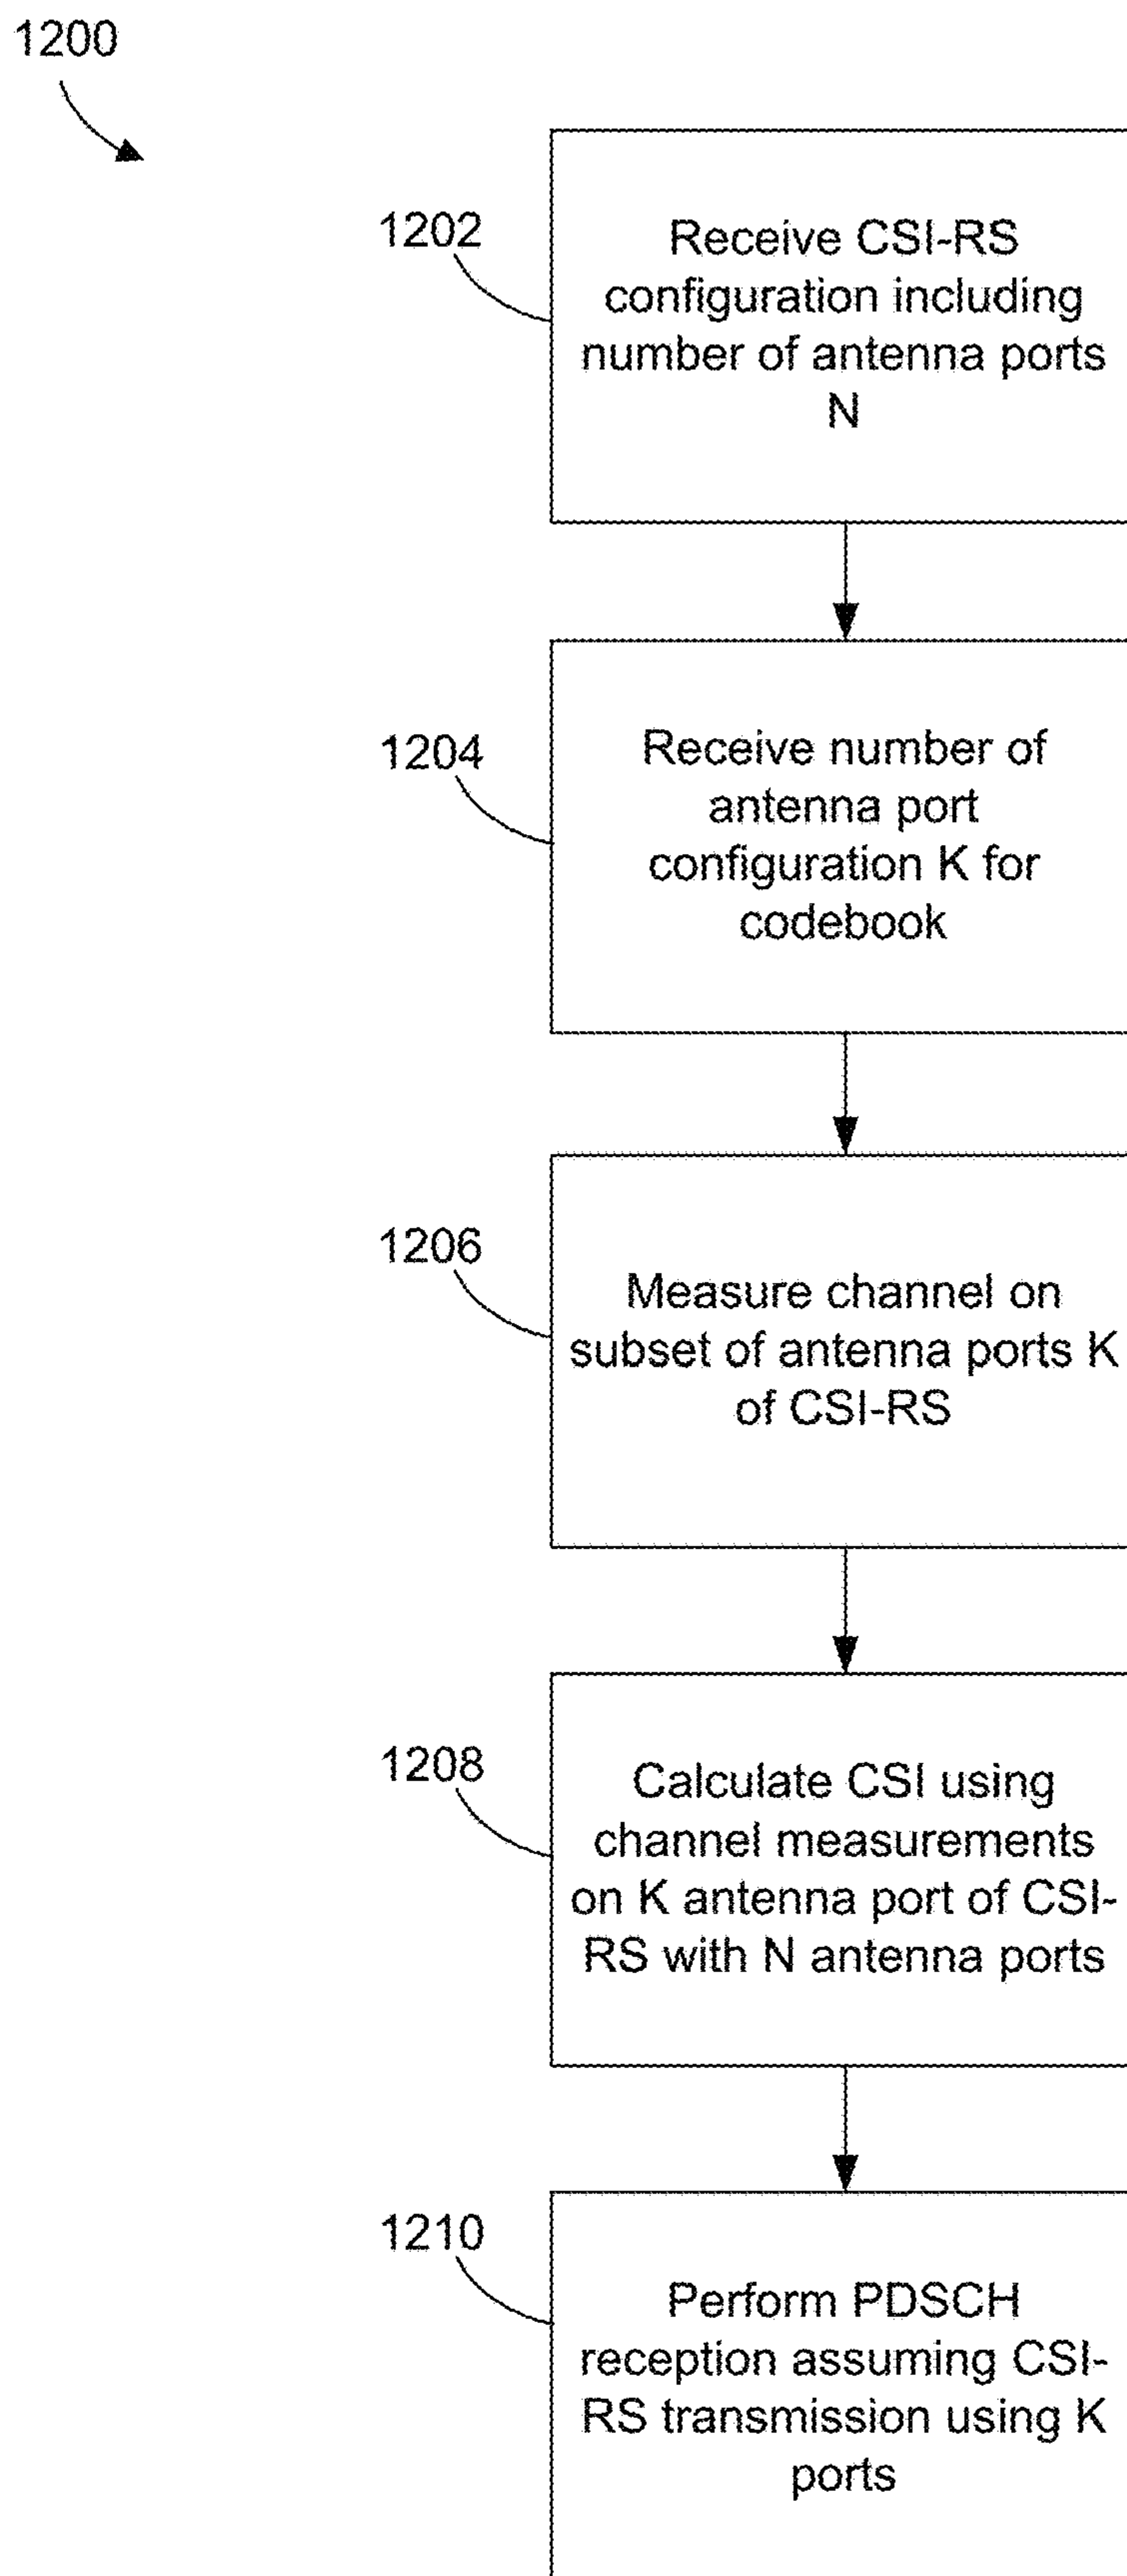 1200
1202
Receive CSI-RS
configuration including
number of antenna ports
N
1204
Receive number of
antenna port
configuration K for
codebook
1206
Measure channel on
subset of antenna ports K
of CSI-RS
1208
Calculate CSI using
channel measurements
on K antenna port of CSI-
RS with N antenna ports
1210
Perform PDSCH
reception assuming CSI-
RS transmission using K
ports